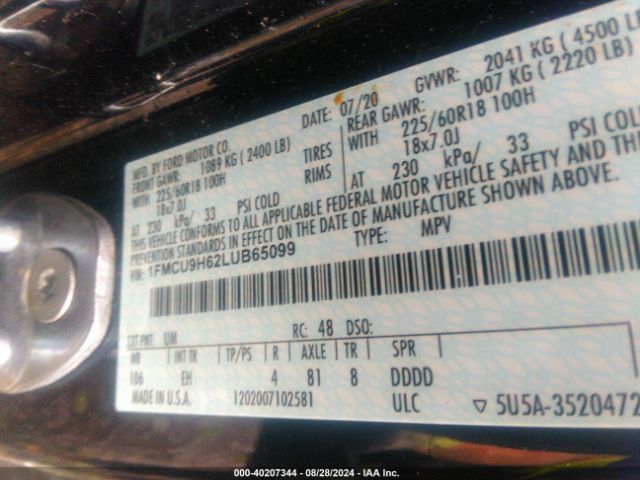 MFD. BY FORD MOTOR CO.
DATE: 07/20
GVWR: 2041 KG ( 4500 L
FRONT GAWR: 1089 KG ( 2400 LB)
REAR GAWR: 1007 KG ( 2220 LB)
WITH 225/60R18 100H TIRES
WITH 225/60R18 100H
18x7.0J RIMS
18x7.0J
AT 230 kPa/ 33 PSI COLD
AT 230 kPa/ 33 PSI COL
THIS VEHICLE CONFORMS TO ALL APPLICABLE FEDERAL MOTOR VEHICLE SAFETY AND THE
PREVENTION STANDARDS IN EFFECT ON THE DATE OF MANUFACTURE SHOWN ABOVE.
VIN: 1FMCU9H62LUB65099
TYPE: MPV
EXT PNT: UM RC: 48 DSO:
WB INT TR TP/PS R AXLE TR SPR
106 EH 4 81 8 DDDD
MADE IN U.S.A. 1202007102581 ULC ▽ 5U5A-3520472
000-40207344 | 08/28/2024 - IAA Inc.